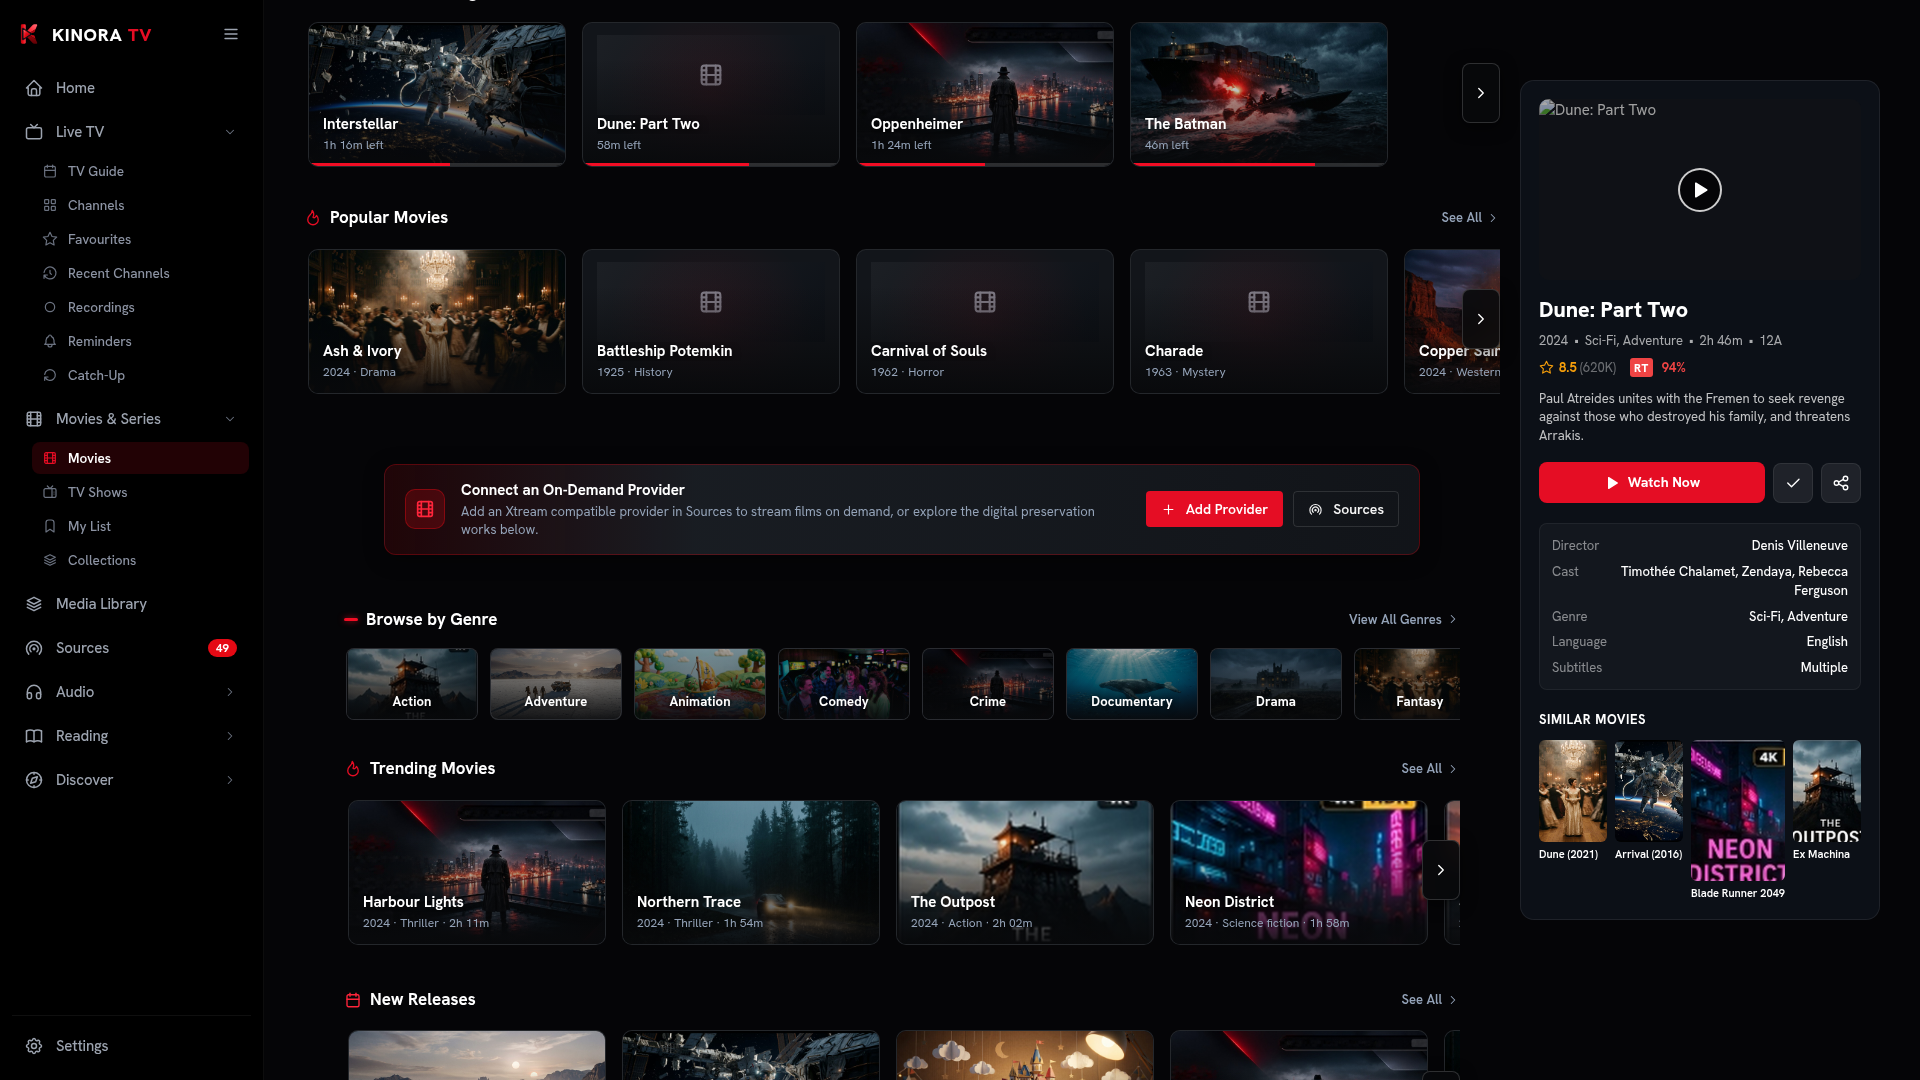 KINORA TV
Home
Live TV
TV Guide
Channels
Favourites
Recent Channels
Recordings
Reminders
Catch-Up
Movies & Series
Movies
TV Shows
My List
Collections
Media Library
Sources
49
Audio
Reading
Discover
Settings
Interstellar
1h 16m left
Dune: Part Two
58m left
Oppenheimer
1h 24m left
The Batman
46m left
Popular Movies
See All
Ash & Ivory
2024 · Drama
Battleship Potemkin
1925 · History
Carnival of Souls
1962 · Horror
Charade
1963 · Mystery
Copper Sain
2024 · Western
Connect an On-Demand Provider
Add an Xtream compatible provider in Sources to stream films on demand, or explore the digital preservation
works below.
Add Provider
Sources
Browse by Genre
View All Genres
Action
Adventure
Animation
Comedy
Crime
Documentary
Drama
Fantasy
Trending Movies
See All
Harbour Lights
2024 · Thriller · 2h 11m
Northern Trace
2024 · Thriller · 1h 54m
The Outpost
2024 · Action · 2h 02m
THE
Neon District
2024 · Science fiction · 1h 58m
NEON
New Releases
See All
Dune: Part Two
Dune: Part Two
2024 • Sci-Fi, Adventure • 2h 46m • 12A
8.5 (620K) RT 94%
Paul Atreides unites with the Fremen to seek revenge
against those who destroyed his family, and threatens
Arrakis.
Watch Now
Director Denis Villeneuve
Cast Timothée Chalamet, Zendaya, Rebecca
Ferguson
Genre Sci-Fi, Adventure
Language English
Subtitles Multiple
SIMILAR MOVIES
Dune (2021)
Arrival (2016)
4K
NEON
DISTRICT
Blade Runner 2049
THE
OUTPOST
Ex Machina